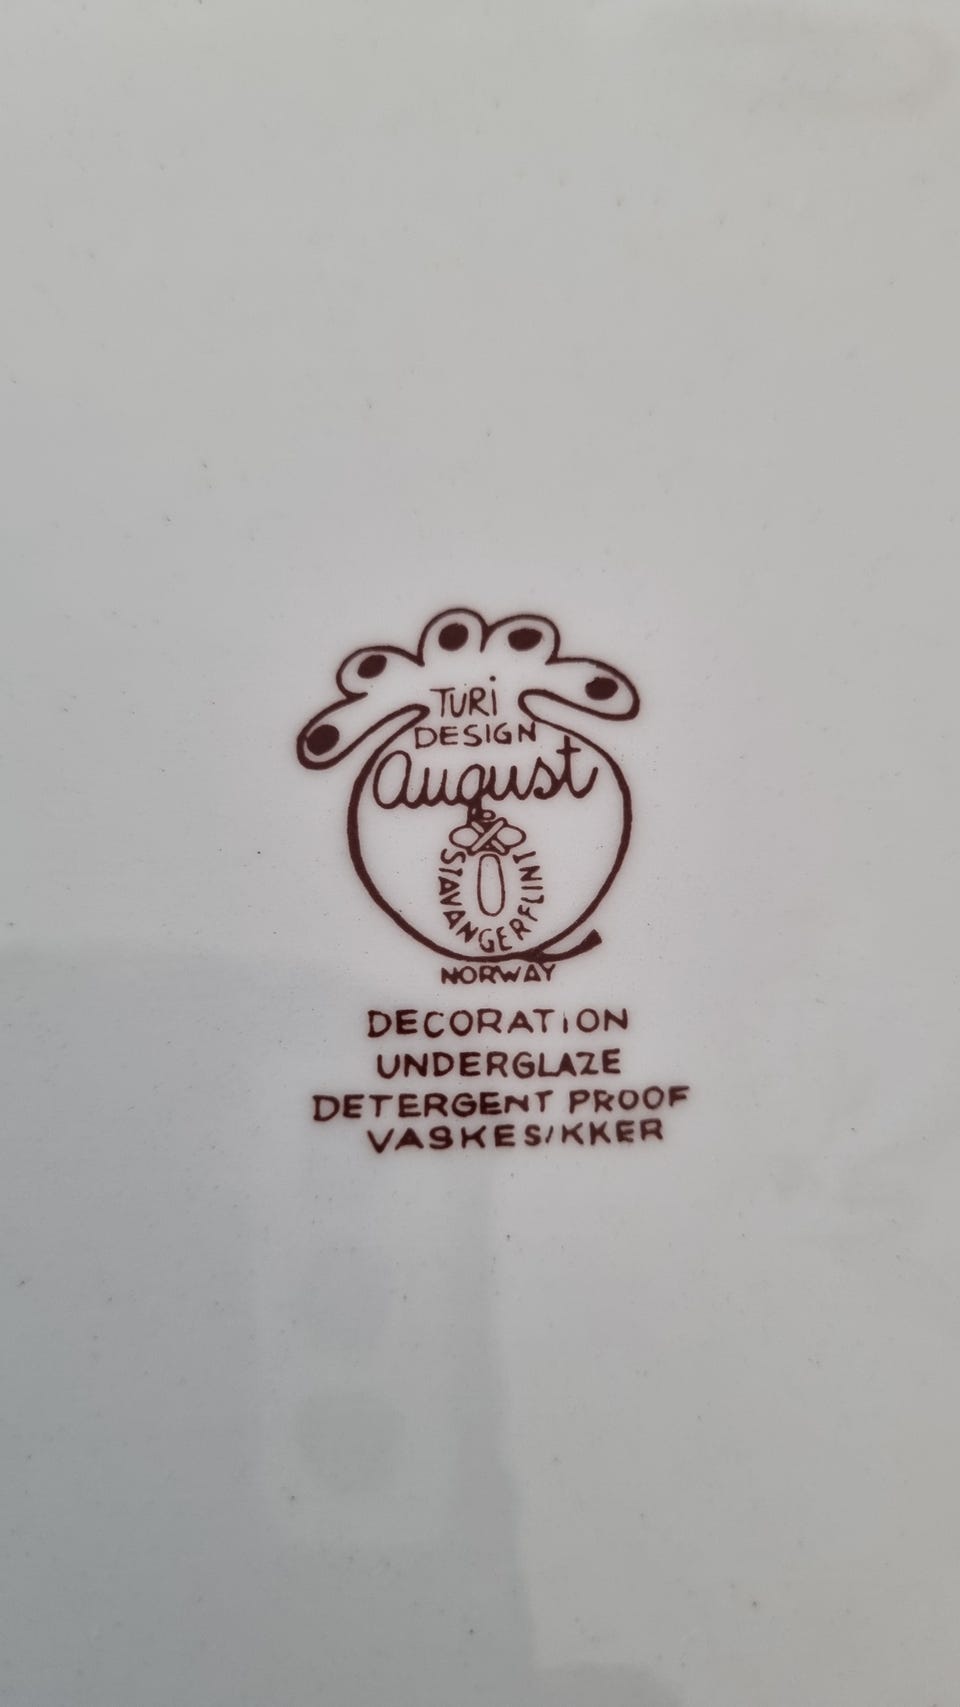 TURI
DESIGN
August
STAVANGERFLINT
NORWAY
DECORATION
UNDERGLAZE
DETERGENT PROOF
VASKESIKKER